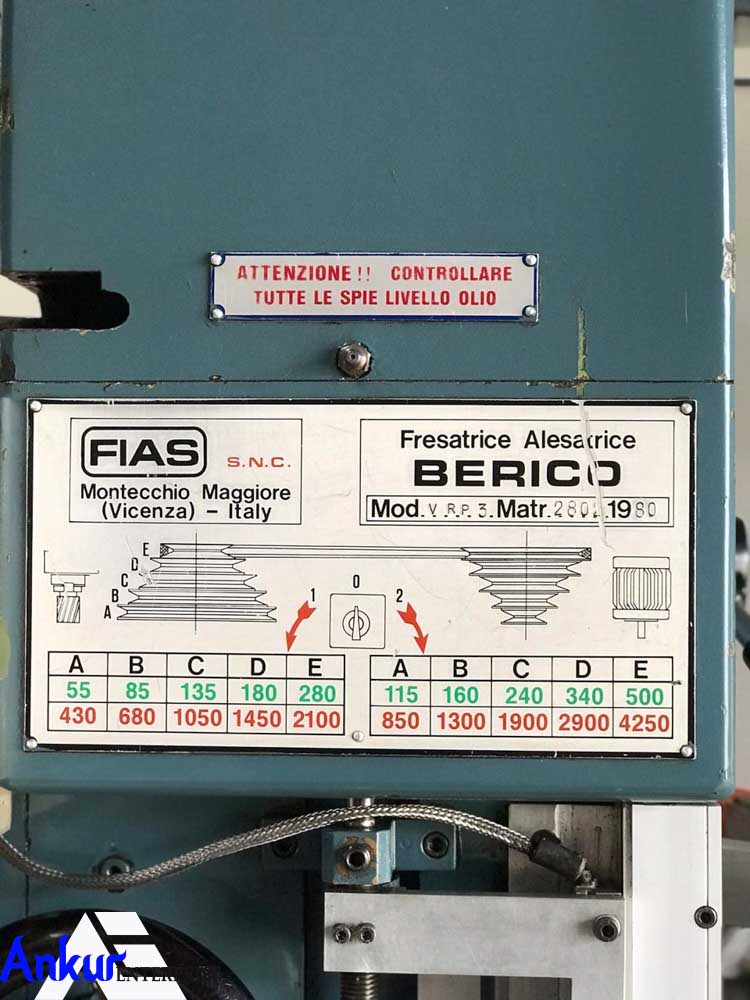 ATTENZIONE!! CONTROLLARE
TUTTE LE SPIE LIVELLO OLIO
FIAS S.N.C.
Montecchio Maggiore
(Vicenza) - Italy
Fresatrice Alesatrice
BERICO
Mod. V.R.P. 3. Matr. 2802 1980
E
D
C
B
A
1 0 2
A B C D E
55 85 135 180 280
430 680 1050 1450 2100
A B C D E
115 160 240 340 500
850 1300 1900 2900 4250
Ankur